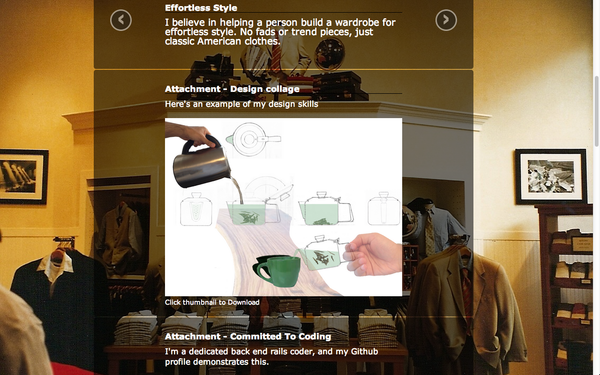 Effortless Style
I believe in helping a person build a wardrobe for
effortless style. No fads or trend pieces, just
classic American clothes.
Attachment - Design collage
Here's an example of my design skills
Click thumbnail to Download
Attachment - Committed To Coding
I'm a dedicated back end rails coder, and my Github
profile demonstrates this.